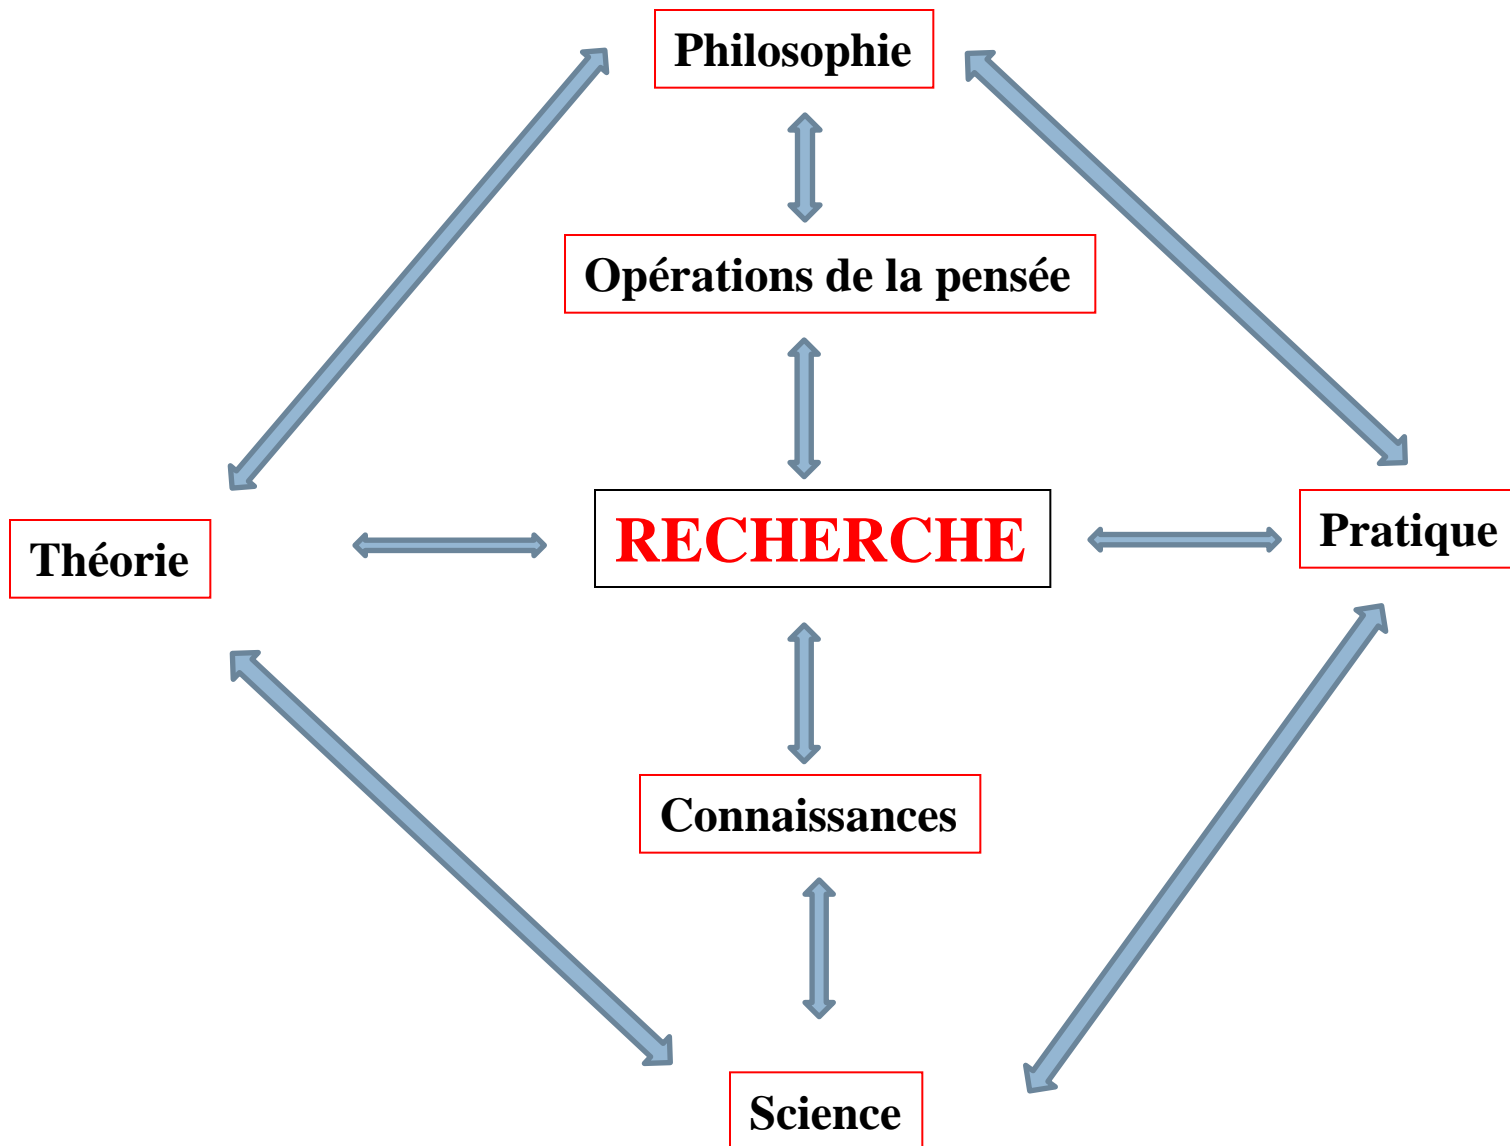 Philosophie
Opérations de la pensée
RECHERCHE
Théorie
Pratique
Connaissances
Science